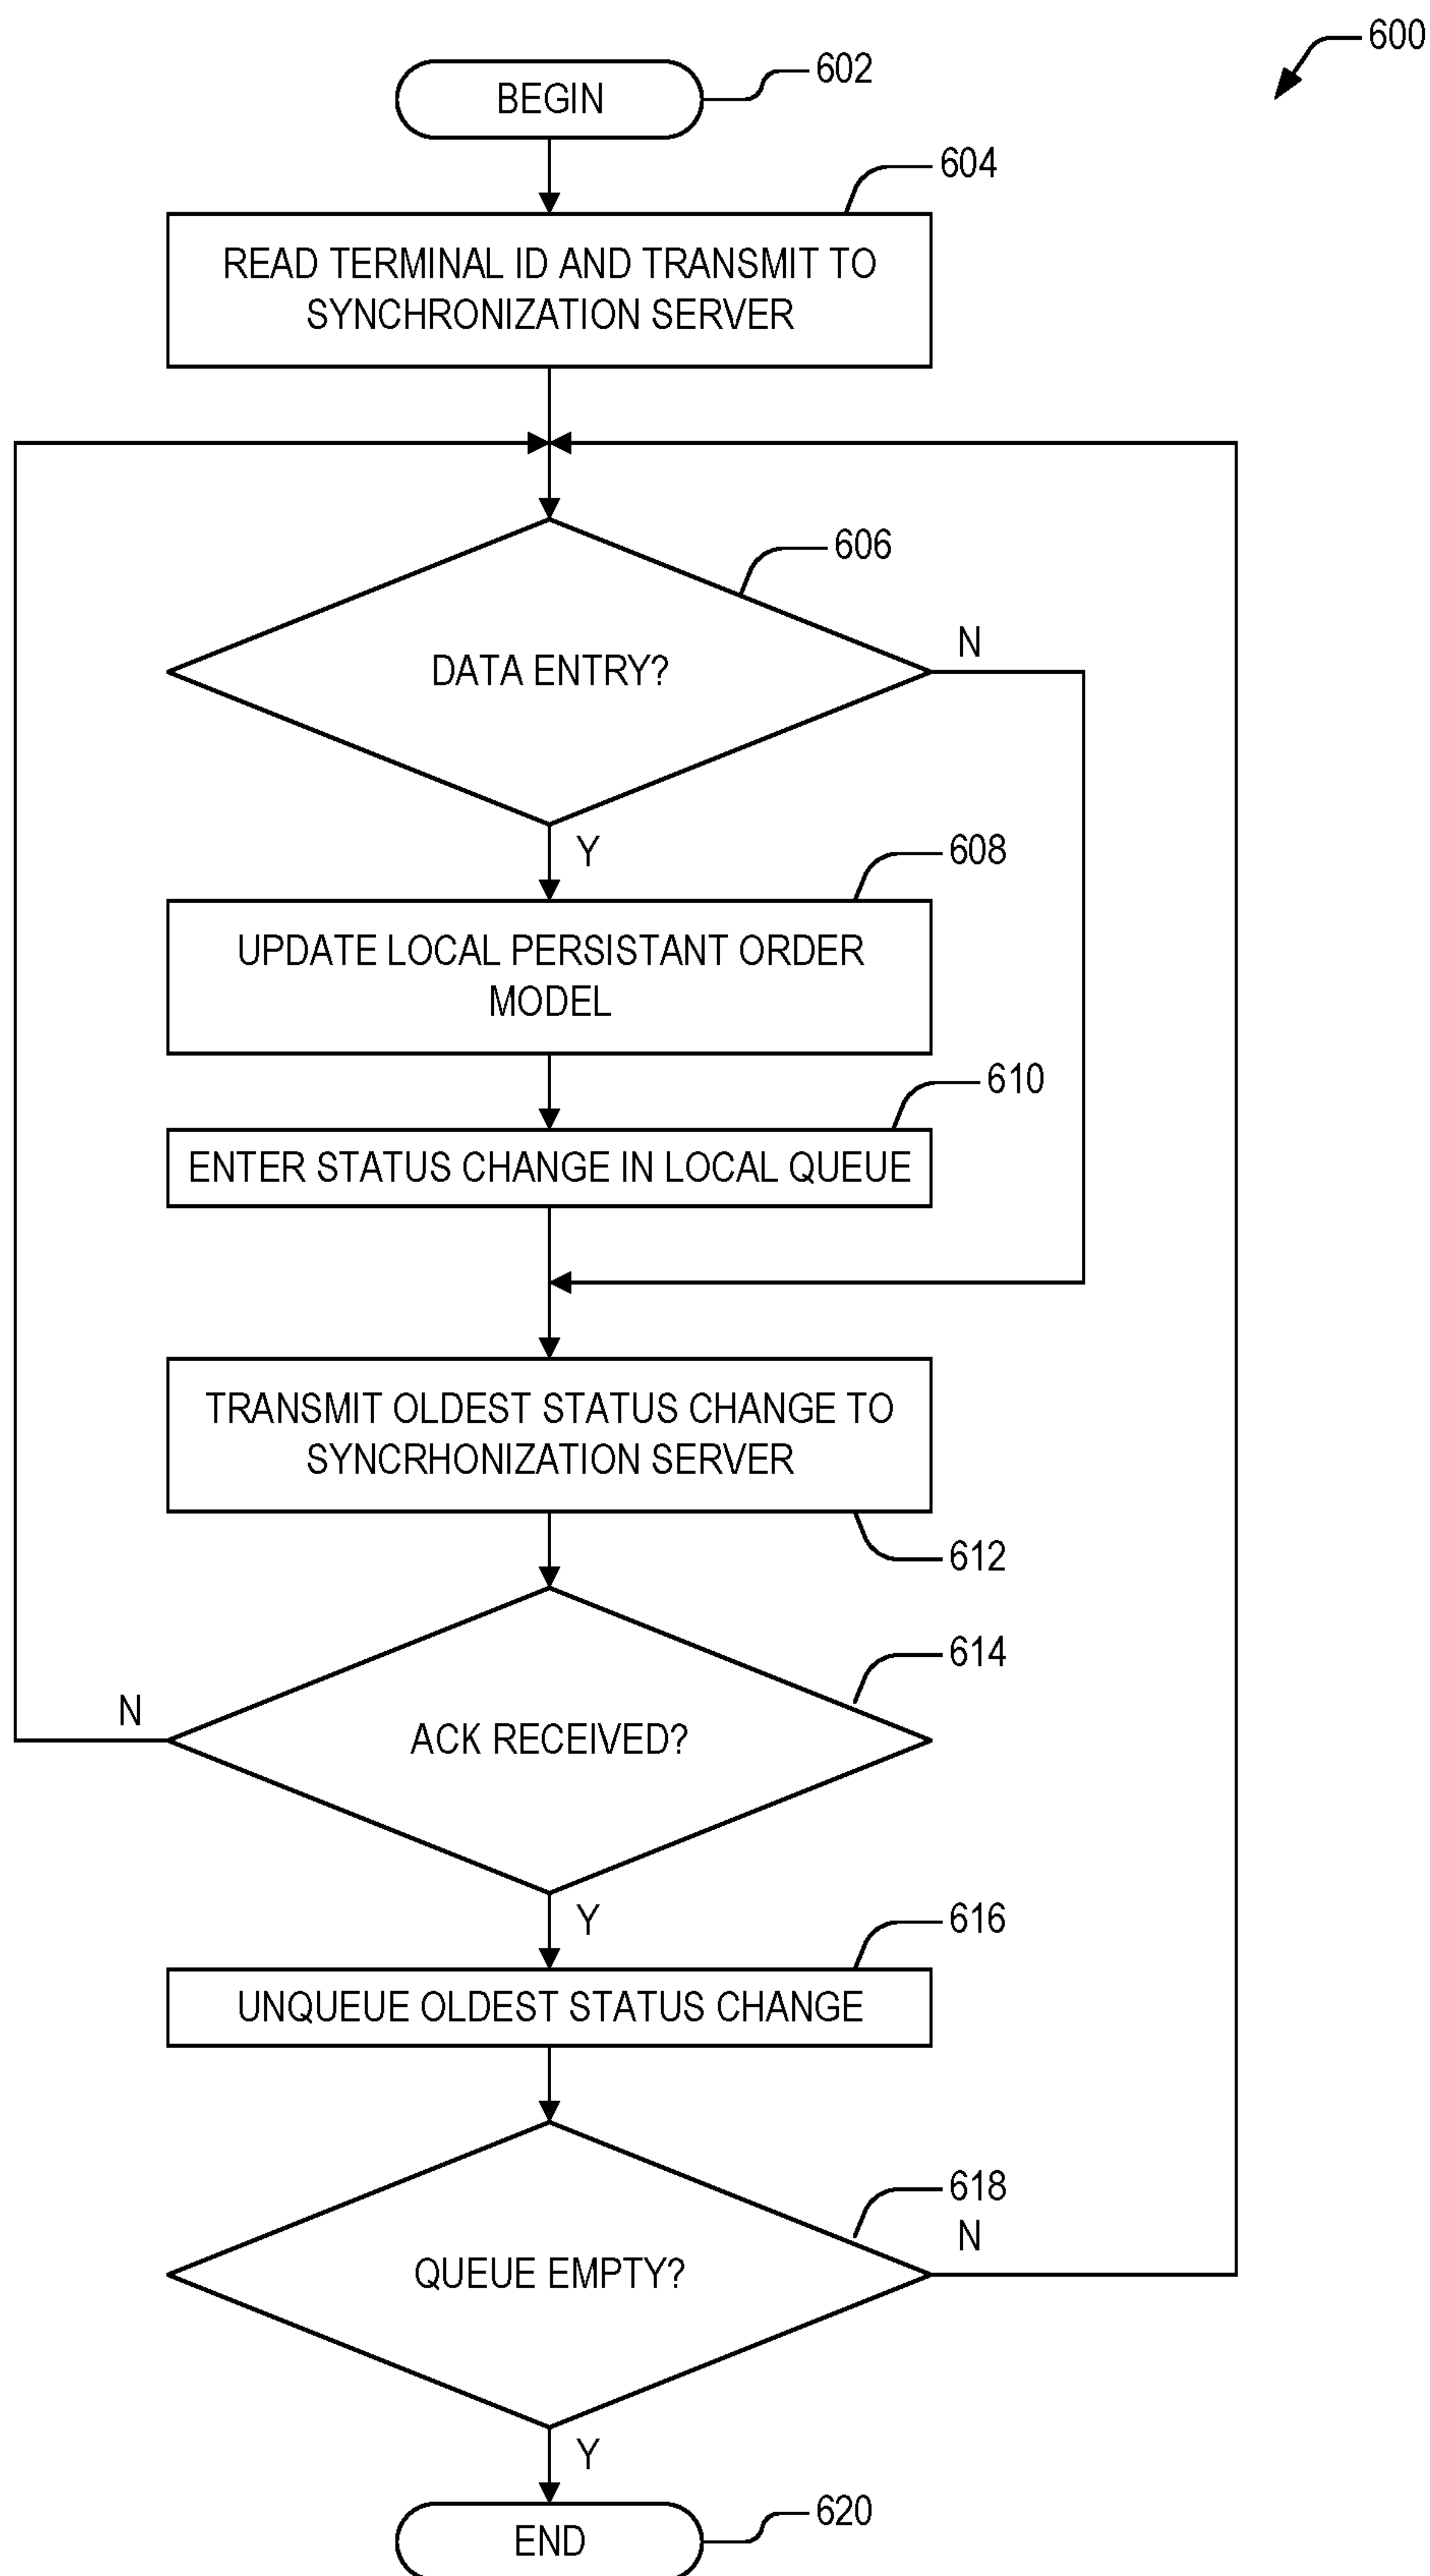 600
BEGIN
602
604
READ TERMINAL ID AND TRANSMIT TO
SYNCHRONIZATION SERVER
606
DATA ENTRY?
N
Y
608
UPDATE LOCAL PERSISTANT ORDER
MODEL
610
ENTER STATUS CHANGE IN LOCAL QUEUE
TRANSMIT OLDEST STATUS CHANGE TO
SYNCRHONIZATION SERVER
612
614
N
ACK RECEIVED?
Y
616
UNQUEUE OLDEST STATUS CHANGE
618
N
QUEUE EMPTY?
Y
END
620